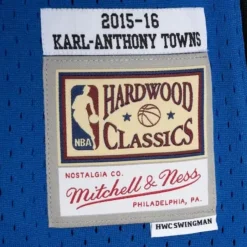 2015-16
KARL-ANTHONY TOWNS
NBA
HARDWOOD
CLASSICS
NOSTALGIA CO.
Mitchell & Ness
PHILADELPHIA, PA.
HWC SWINGMAN